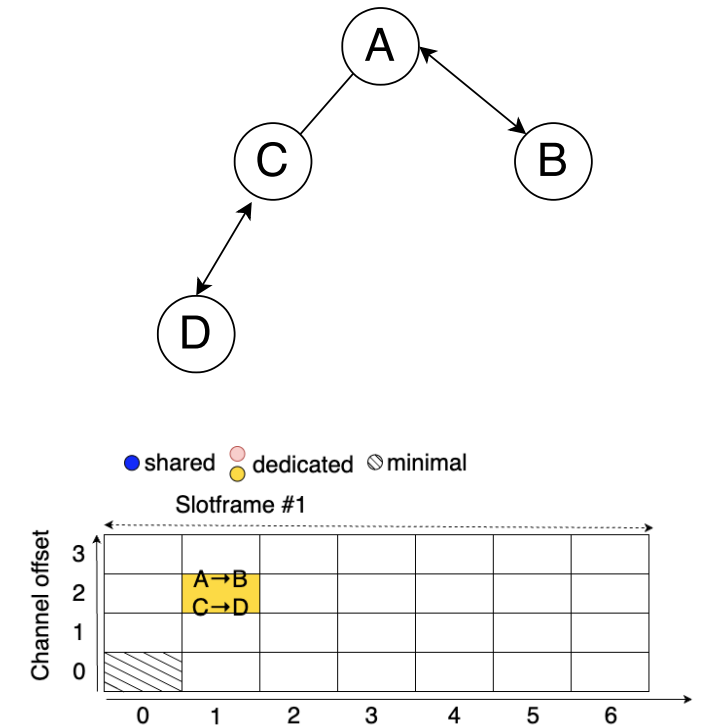 A
C
B
D
shared
dedicated
minimal
Slotframe #1
Channel offset
3
2
1
0
A→B
C→D
0 1 2 3 4 5 6